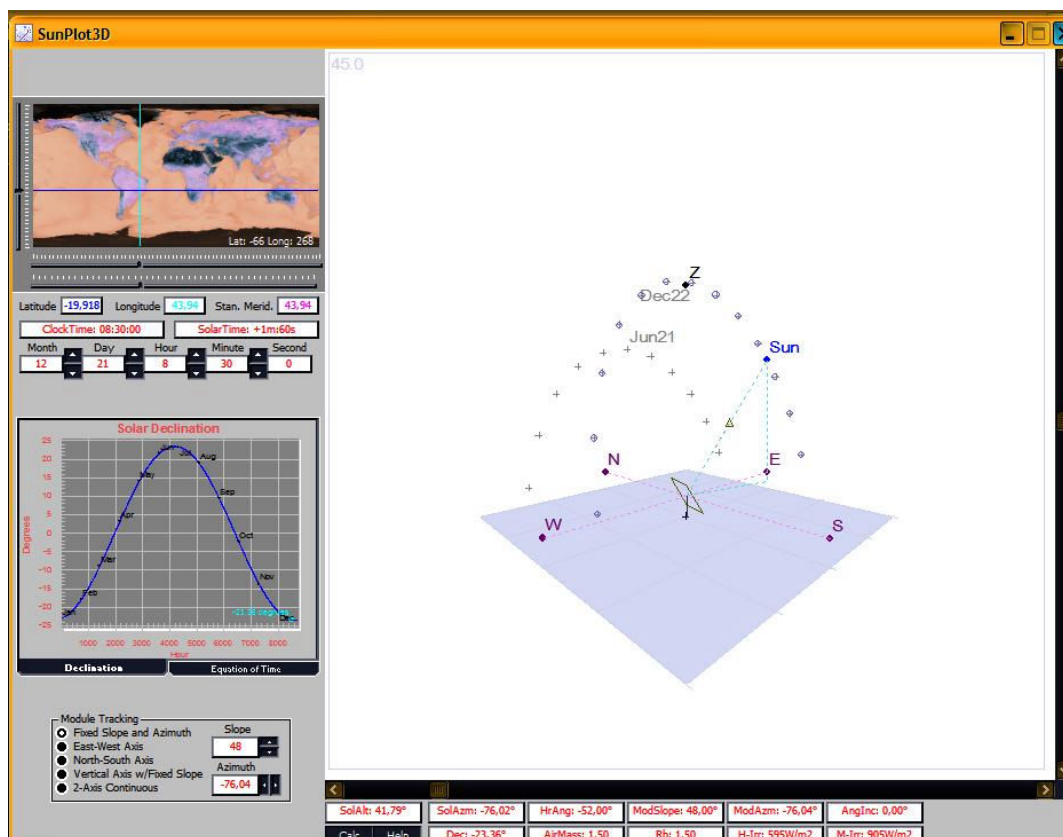 SunPlot3D
45.0
Lat: -66 Long: 268
Latitude -19,918 Longitude 43,94 Stan. Merid. 43,94
ClockTime: 08:30:00 SolarTime: +1m:60s
Month Day Hour Minute Second
12 21 8 30 0
Z
Dec22
Jun21
Sun
N E
W S
Solar Declination
Degrees
25
20
15
10
5
0
-5
-10
-15
-20
-25
Jan Feb Mar Apr May Jun Jul Aug Sep Oct Nov Dec
-23,36 degrees
1000 2000 3000 4000 5000 6000 7000 8000
Hour
Declination Equation of Time
Module Tracking
Fixed Slope and Azimuth
East-West Axis
North-South Axis
Vertical Axis w/Fixed Slope
2-Axis Continuous
Slope
48
Azimuth
-76,04
SolAlt: 41,79° SolAzm: -76,02° HrAng: -52,00° ModSlope: 48,00° ModAzm: -76,04° AngInc: 0,00°
Calc Help Dec: -23,36° AirMass: 1,50 Rb: 1,50 H-Irr: 595W/m2 M-Irr: 905W/m2